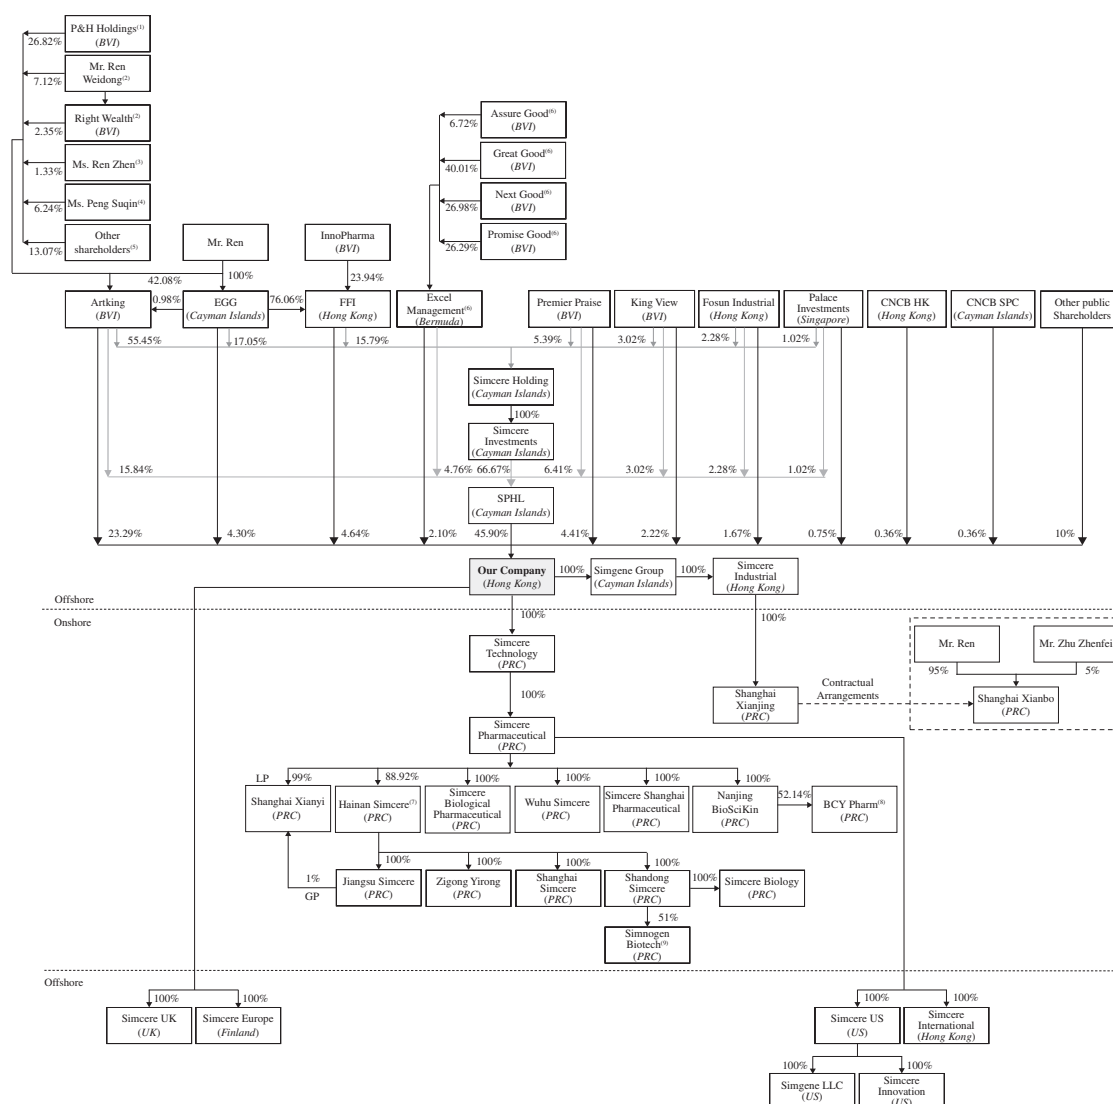 P&H Holdings(1)
(BVI)
26.82%
Mr. Ren
Weidong(2)
7.12%
Right Wealth(2)
(BVI)
2.35%
Ms. Ren Zhen(3)
1.33%
Ms. Peng Suqin(4)
6.24%
Other
shareholders(5)
13.07%
Mr. Ren
InnoPharma
(BVI)
Assure Good(6)
(BVI)
6.72%
Great Good(6)
(BVI)
40.01%
Next Good(6)
(BVI)
26.98%
Promise Good(6)
(BVI)
26.29%
42.08%
100%
23.94%
Artking
(BVI)
0.98%
EGG
(Cayman Islands)
76.06%
FFI
(Hong Kong)
Excel
Management(6)
(Bermuda)
Premier Praise
(BVI)
King View
(BVI)
Fosun Industrial
(Hong Kong)
Palace
Investments
(Singapore)
CNCB HK
(Hong Kong)
CNCB SPC
(Cayman Islands)
Other public
Shareholders
55.45%
17.05%
15.79%
5.39%
3.02%
2.28%
1.02%
Simcere Holding
(Cayman Islands)
100%
Simcere
Investments
(Cayman Islands)
15.84%
4.76%
66.67%
6.41%
3.02%
2.28%
1.02%
SPHL
(Cayman Islands)
23.29%
4.30%
4.64%
2.10%
45.90%
4.41%
2.22%
1.67%
0.75%
0.36%
0.36%
10%
Our Company
(Hong Kong)
100%
Simgene Group
(Cayman Islands)
100%
Simcere
Industrial
(Hong Kong)
Offshore
Onshore
100%
100%
Simcere
Technology
(PRC)
Mr. Ren
Mr. Zhu Zhenfei
95%
5%
100%
Shanghai
Xianjing
(PRC)
Contractual
Arrangements
Shanghai Xianbo
(PRC)
Simcere
Pharmaceutical
(PRC)
LP
99%
88.92%
100%
100%
100%
100%
Shanghai Xianyi
(PRC)
Hainan Simcere(7)
(PRC)
Simcere
Biological
Pharmaceutical
(PRC)
Wuhu Simcere
(PRC)
Simcere Shanghai
Pharmaceutical
(PRC)
Nanjing
BioSciKin
(PRC)
52.14%
BCY Pharm(8)
(PRC)
100%
100%
100%
100%
1%
GP
Jiangsu Simcere
(PRC)
Zigong Yirong
(PRC)
Shanghai
Simcere
(PRC)
Shandong
Simcere
(PRC)
100%
Simcere Biology
(PRC)
51%
Simnogen
Biotech(9)
(PRC)
Offshore
100%
100%
100%
100%
Simcere UK
(UK)
Simcere Europe
(Finland)
Simcere US
(US)
Simcere
International
(Hong Kong)
100%
100%
Simgene LLC
(US)
Simcere
Innovation
(US)